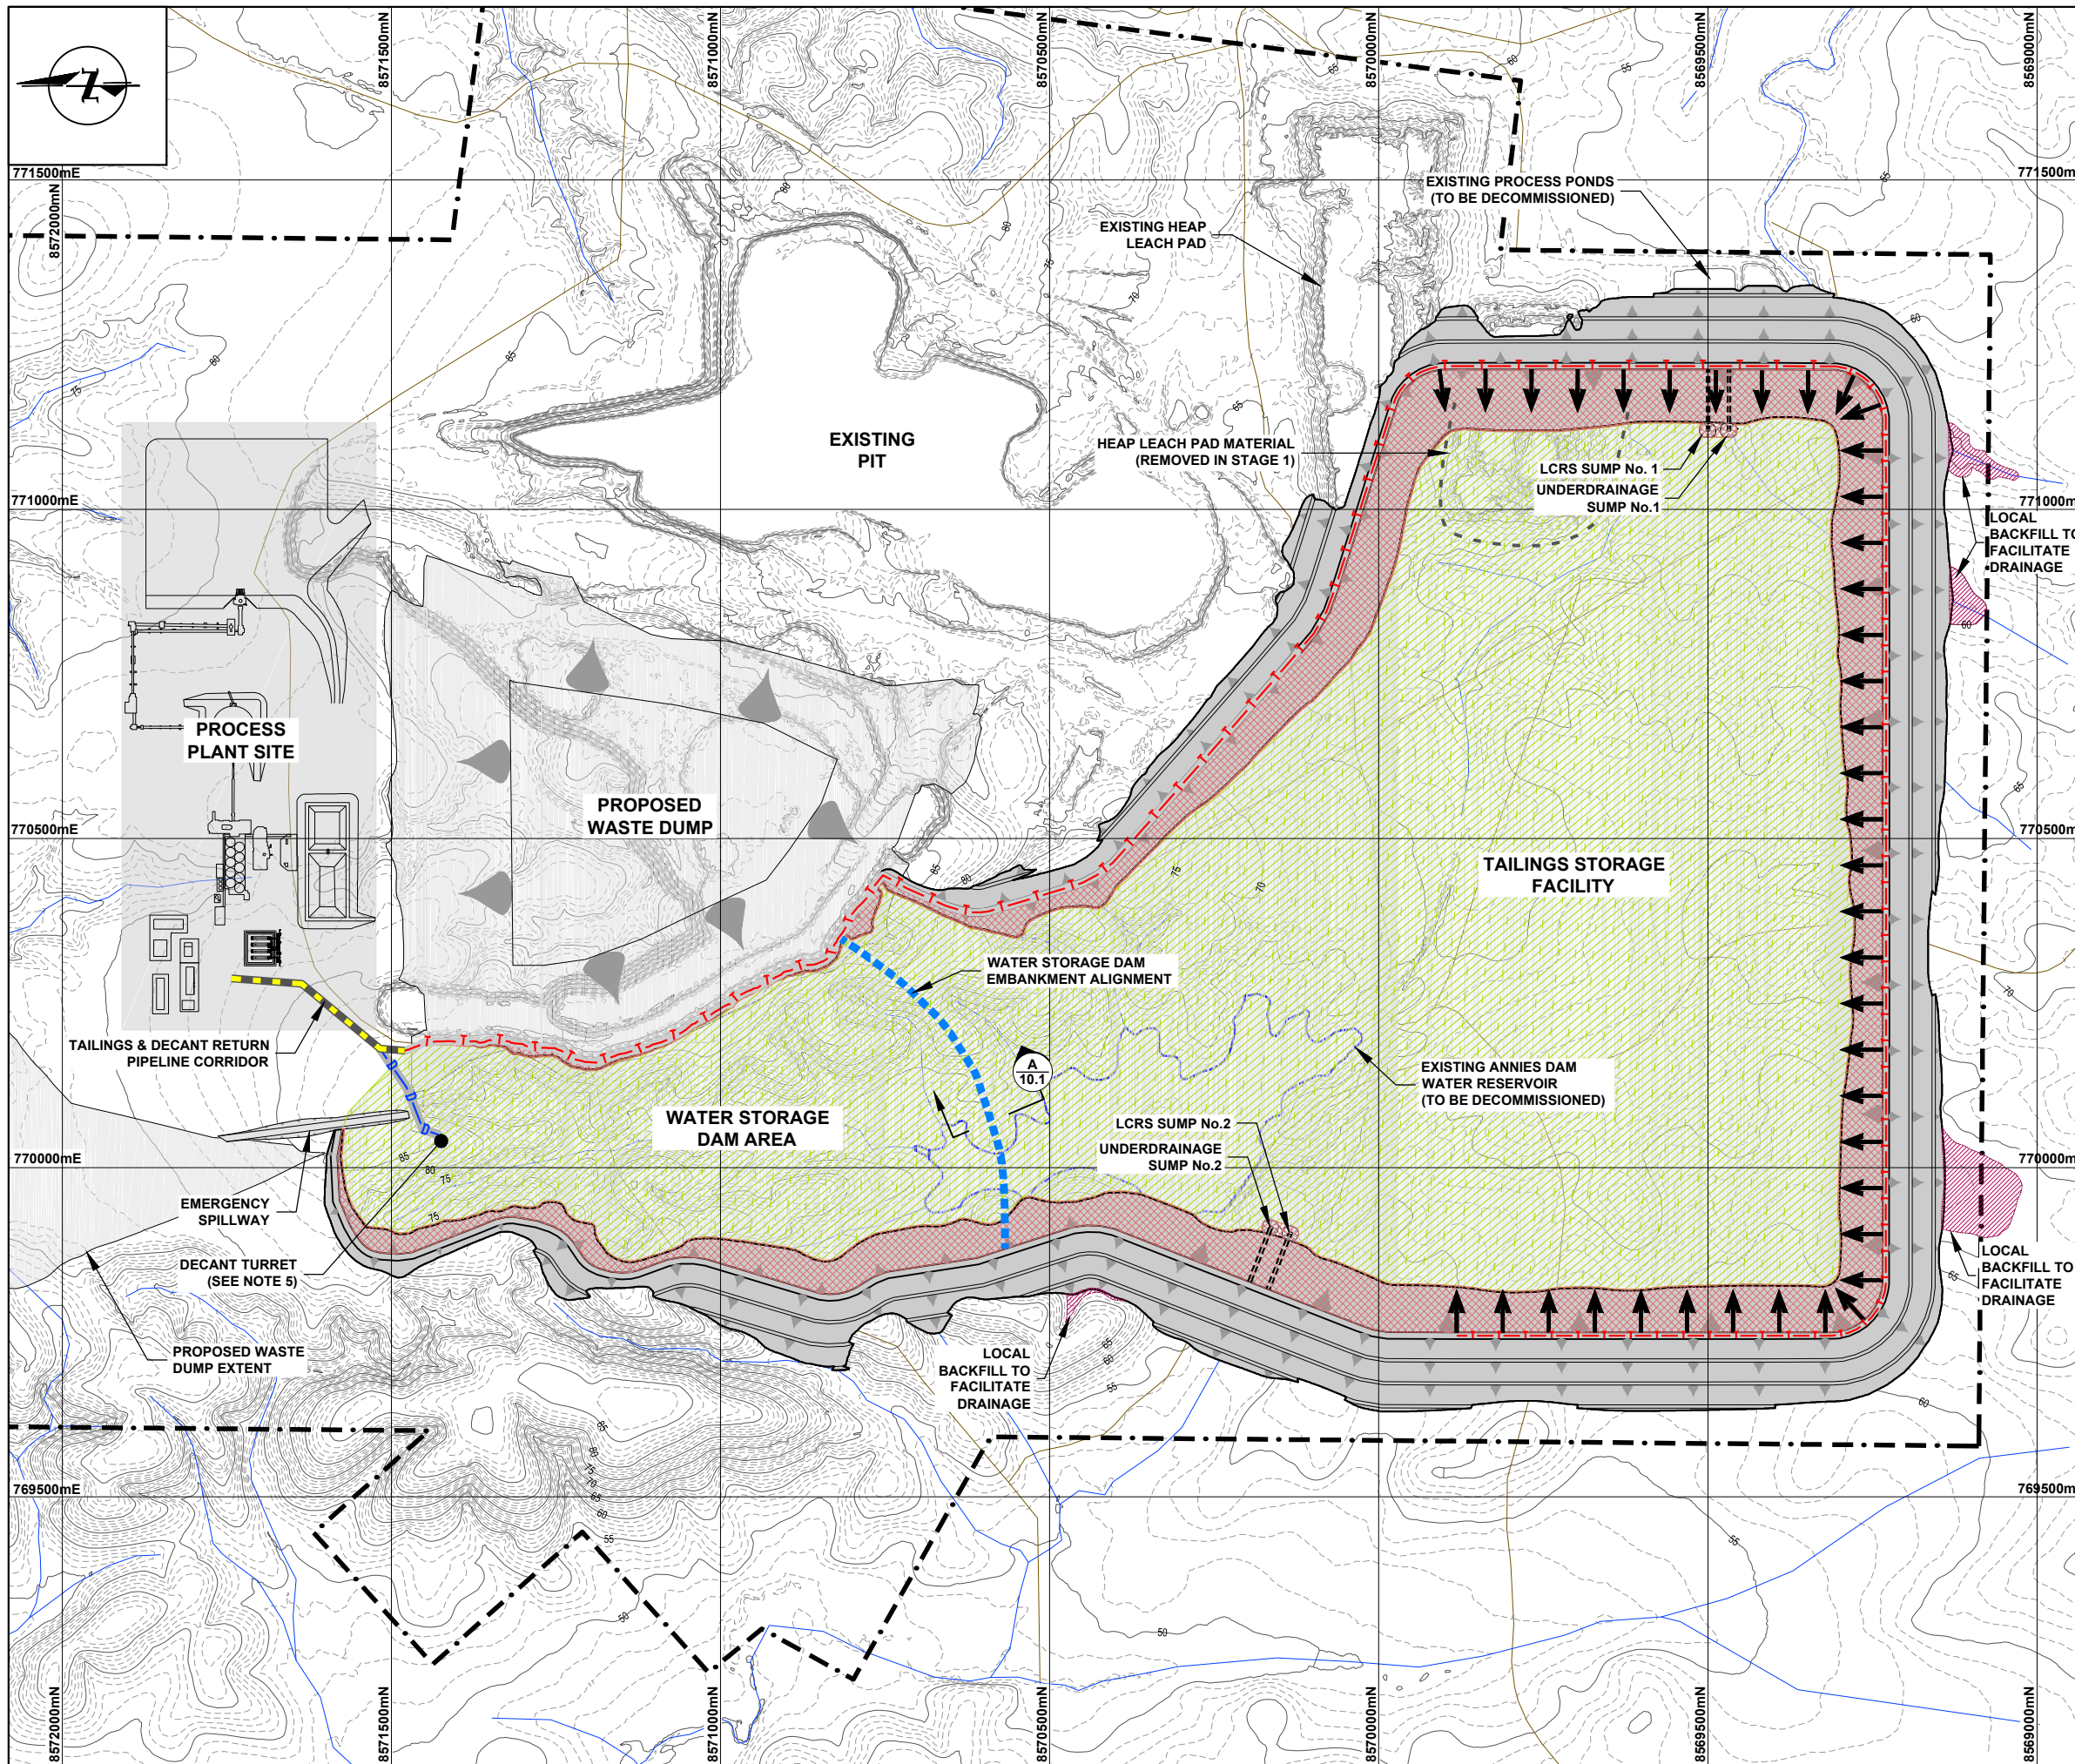 8571500mN
8571000mN
8570500mN
8570000mN
8569500mN
8569000mN
8572000mN
771500mE
771500m
EXISTING PROCESS PONDS
(TO BE DECOMMISSIONED)
EXISTING HEAP
LEACH PAD
EXISTING
PIT
HEAP LEACH PAD MATERIAL
(REMOVED IN STAGE 1)
LCRS SUMP No. 1
UNDERDRAINAGE
SUMP No.1
771000mE
771000m
LOCAL
BACKFILL TO
FACILITATE
DRAINAGE
PROCESS
PLANT SITE
PROPOSED
WASTE DUMP
770500mE
770500m
TAILINGS STORAGE
FACILITY
WATER STORAGE DAM
EMBANKMENT ALIGNMENT
TAILINGS & DECANT RETURN
PIPELINE CORRIDOR
A
10.1
EXISTING ANNIES DAM
WATER RESERVOIR
(TO BE DECOMMISSIONED)
WATER STORAGE
DAM AREA
LCRS SUMP No.2
UNDERDRAINAGE
SUMP No.2
770000mE
770000m
EMERGENCY
SPILLWAY
DECANT TURRET
(SEE NOTE 5)
LOCAL
BACKFILL TO
FACILITATE
DRAINAGE
PROPOSED WASTE
DUMP EXTENT
LOCAL
BACKFILL TO
FACILITATE
DRAINAGE
769500mE
769500m
8572000mN
8571500mN
8571000mN
8570500mN
8570000mN
8569500mN
8569000mN